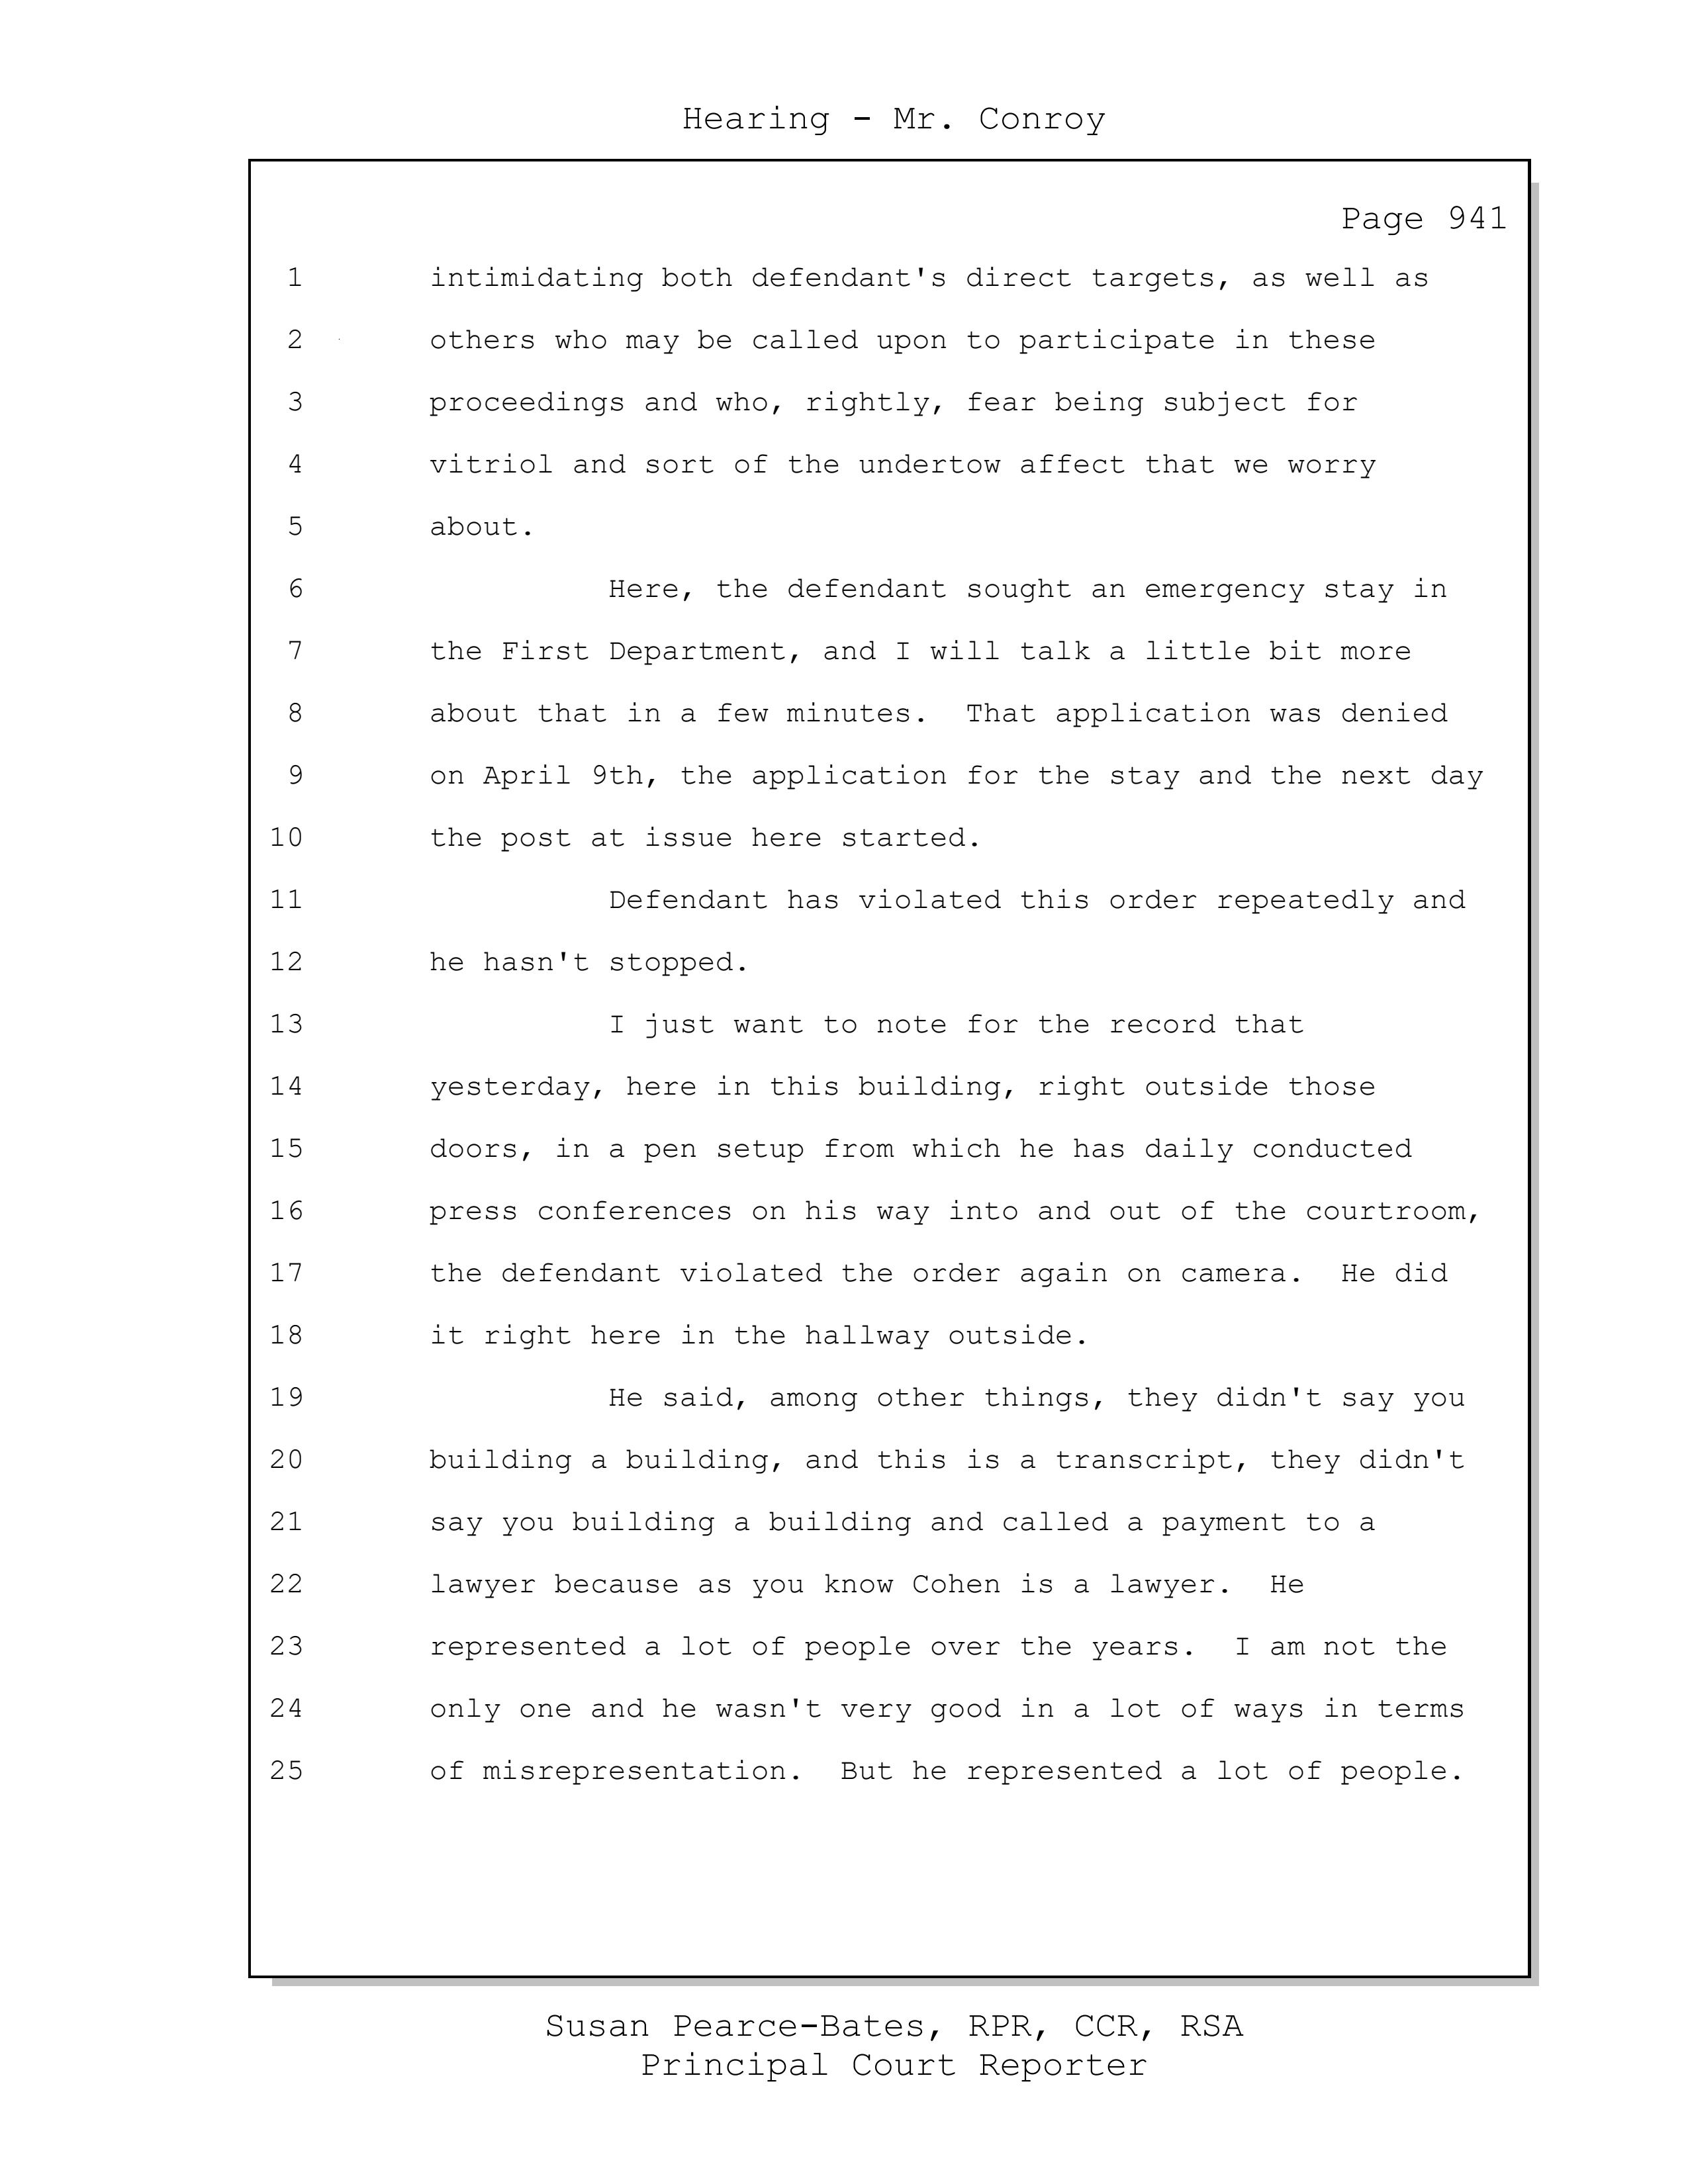 Hearing - Mr. Conroy
Page 941
1 intimidating both defendant's direct targets, as well as
2 others who may be called upon to participate in these
3 proceedings and who, rightly, fear being subject for
4 vitriol and sort of the undertow affect that we worry
5 about.
6 Here, the defendant sought an emergency stay in
7 the First Department, and I will talk a little bit more
8 about that in a few minutes.  That application was denied
9 on April 9th, the application for the stay and the next day
10 the post at issue here started.
11 Defendant has violated this order repeatedly and
12 he hasn't stopped.
13 I just want to note for the record that
14 yesterday, here in this building, right outside those
15 doors, in a pen setup from which he has daily conducted
16 press conferences on his way into and out of the courtroom,
17 the defendant violated the order again on camera.  He did
18 it right here in the hallway outside.
19 He said, among other things, they didn't say you
20 building a building, and this is a transcript, they didn't
21 say you building a building and called a payment to a
22 lawyer because as you know Cohen is a lawyer.  He
23 represented a lot of people over the years.  I am not the
24 only one and he wasn't very good in a lot of ways in terms
25 of misrepresentation.  But he represented a lot of people.
Susan Pearce-Bates, RPR, CCR, RSA
Principal Court Reporter